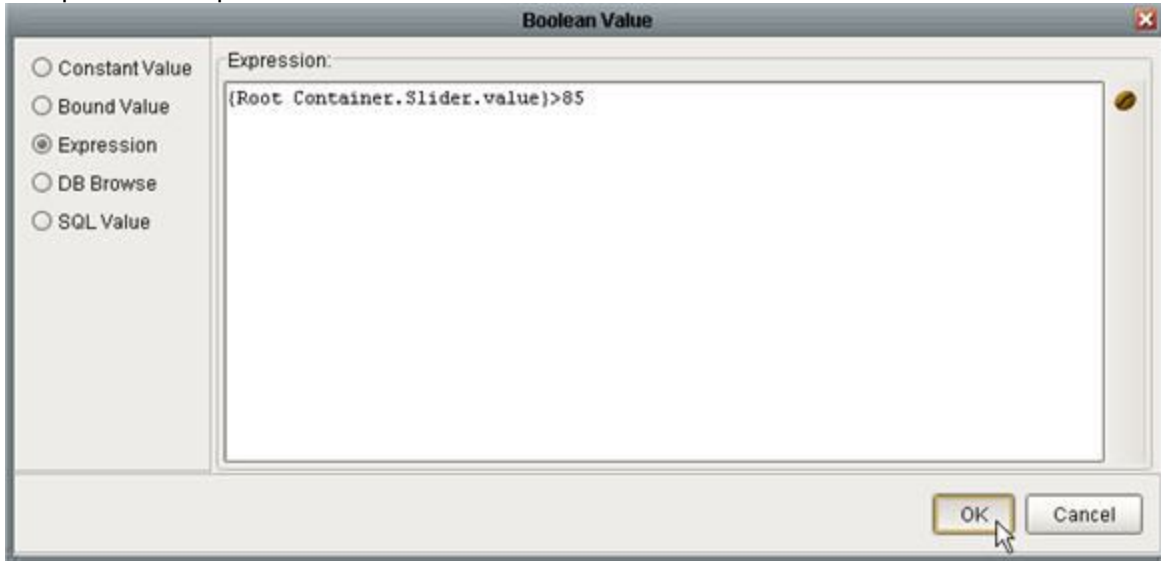 Boolean Value
Constant Value
Bound Value
Expression
DB Browse
SQL Value
Expression:
{Root Container.Slider.value}>85
OK
Cancel